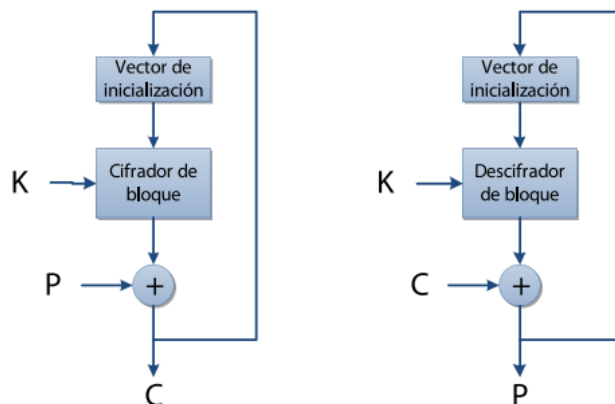 Vector de
inicialización
Cifrador de
bloque
K
P
+
C
Vector de
inicialización
Descifrador
de bloque
K
C
+
P